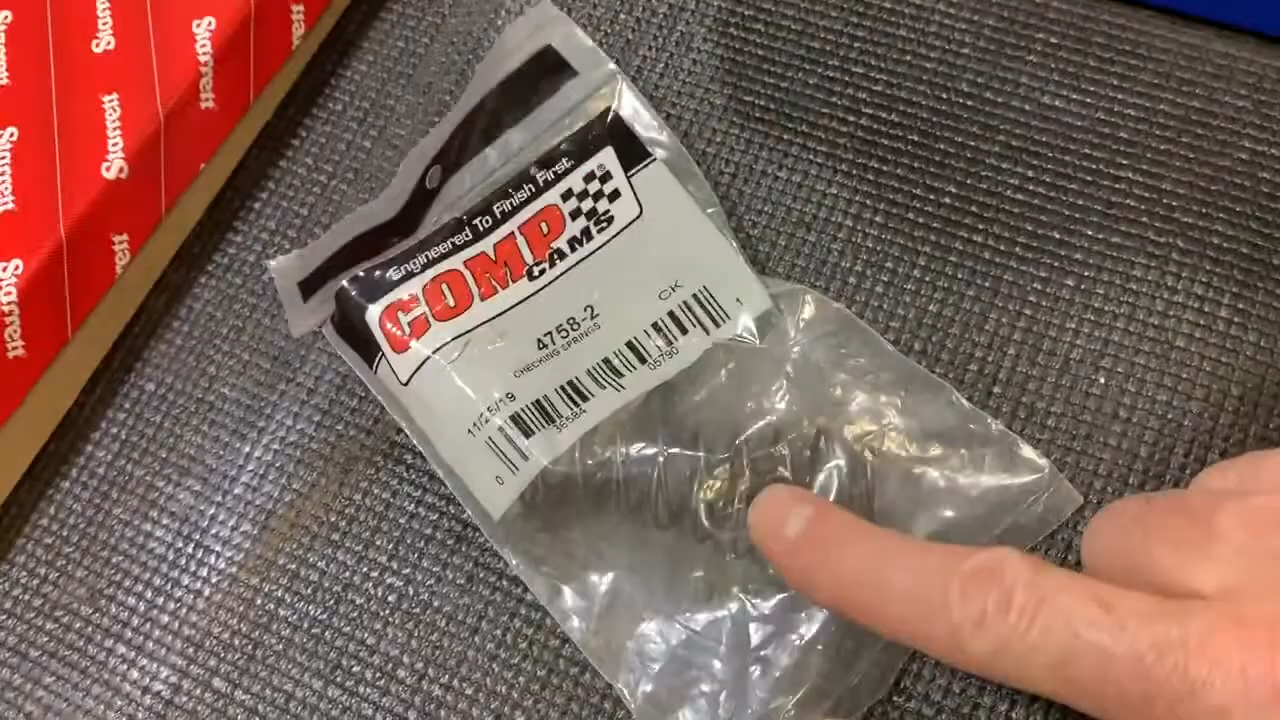 Starrett
Starrett
Starrett
Starrett
Starrett
Starrett
Engineered To Finish First.
COMP
CAMS
®
4758-2
CHECKING SPRINGS
CK
11/25/19
0 36584 05790 1